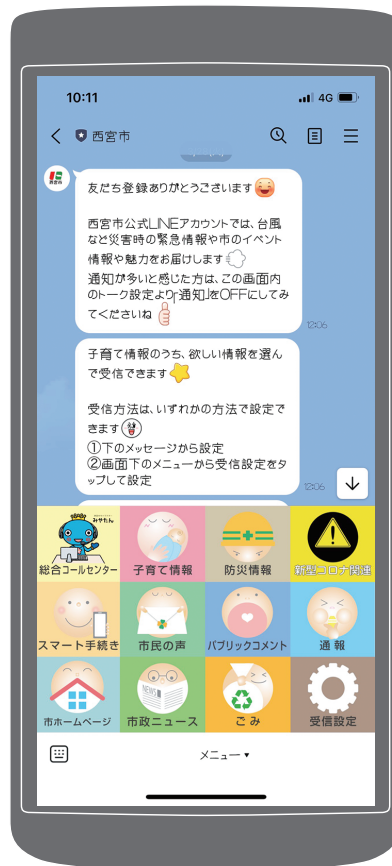 10:11
4G
西宮市
西宮市
友だち登録ありがとうございます
西宮市公式LINEアカウントでは、台風
など災害時の緊急情報や市のイベント
情報や魅力をお届けします
通知が多いと感じた方は、この画面内
のトーク設定より「通知」をOFFにしてみ
てくださいね
12:06
子育て情報のうち、欲しい情報を選ん
で受信できます
受信方法は、いずれかの方法で設定で
きます
①下のメッセージから設定
②画面下のメニューから受信設定をタ
ップして設定
12:06
みやたん
総合コールセンター
子育て情報
防災情報
新型コロナ関連
スマート手続き
市民の声
パブリックコメント
通報
NEWS
市ホームページ
市政ニュース
ごみ
受信設定
メニュー▼